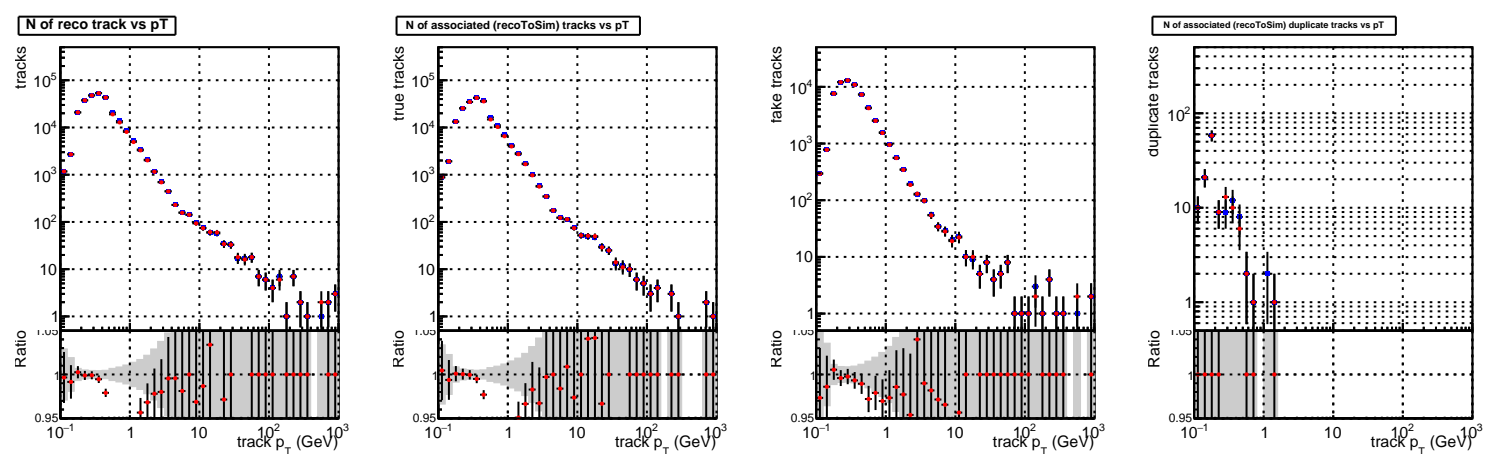 N of reco track vs pT
tracks
10^5
10^4
10^3
10^2
10
1
Ratio
1.05
1
0.95
10^-1 1 10 10^2 10^3
track p_T (GeV)
N of associated (recoToSim) tracks vs pT
true tracks
10^5
10^4
10^3
10^2
10
1
Ratio
1.05
1
0.95
10^-1 1 10 10^2 10^3
track p_T (GeV)
fake tracks
10^4
10^3
10^2
10
1
Ratio
1.05
1
0.95
10^-1 1 10 10^2 10^3
track p_T (GeV)
N of associated (recoToSim) duplicate tracks vs pT
duplicate tracks
10^2
10
1
Ratio
1.05
1
0.95
10^-1 1 10 10^2 10^3
track p_T (GeV)